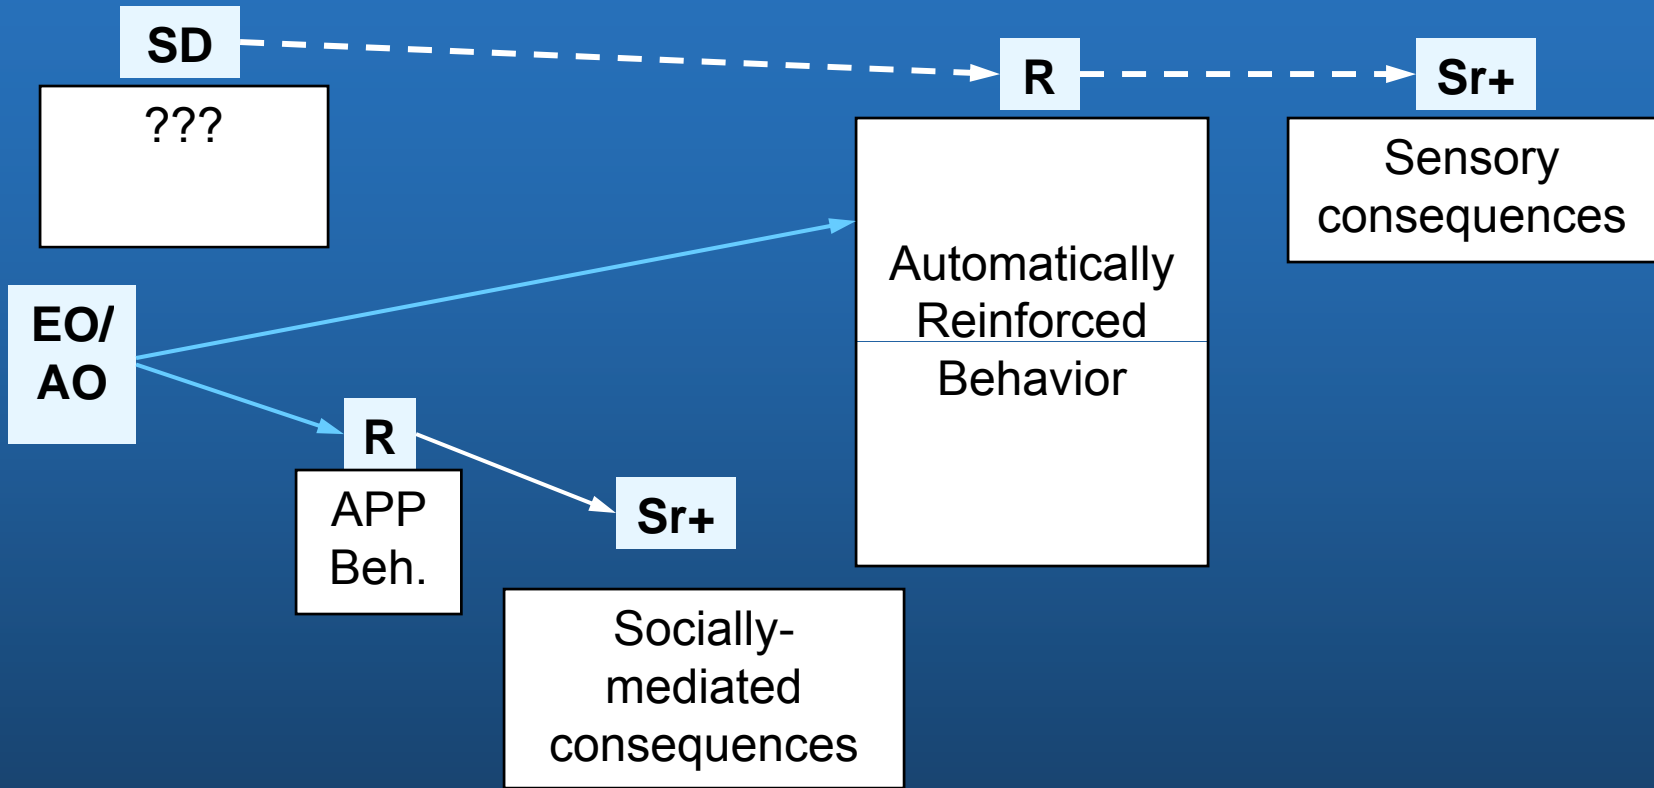 SD
???
R
Sr+
Sensory
consequences
Automatically
Reinforced
Behavior
EO/
AO
R
APP
Beh.
Sr+
Socially-
mediated
consequences